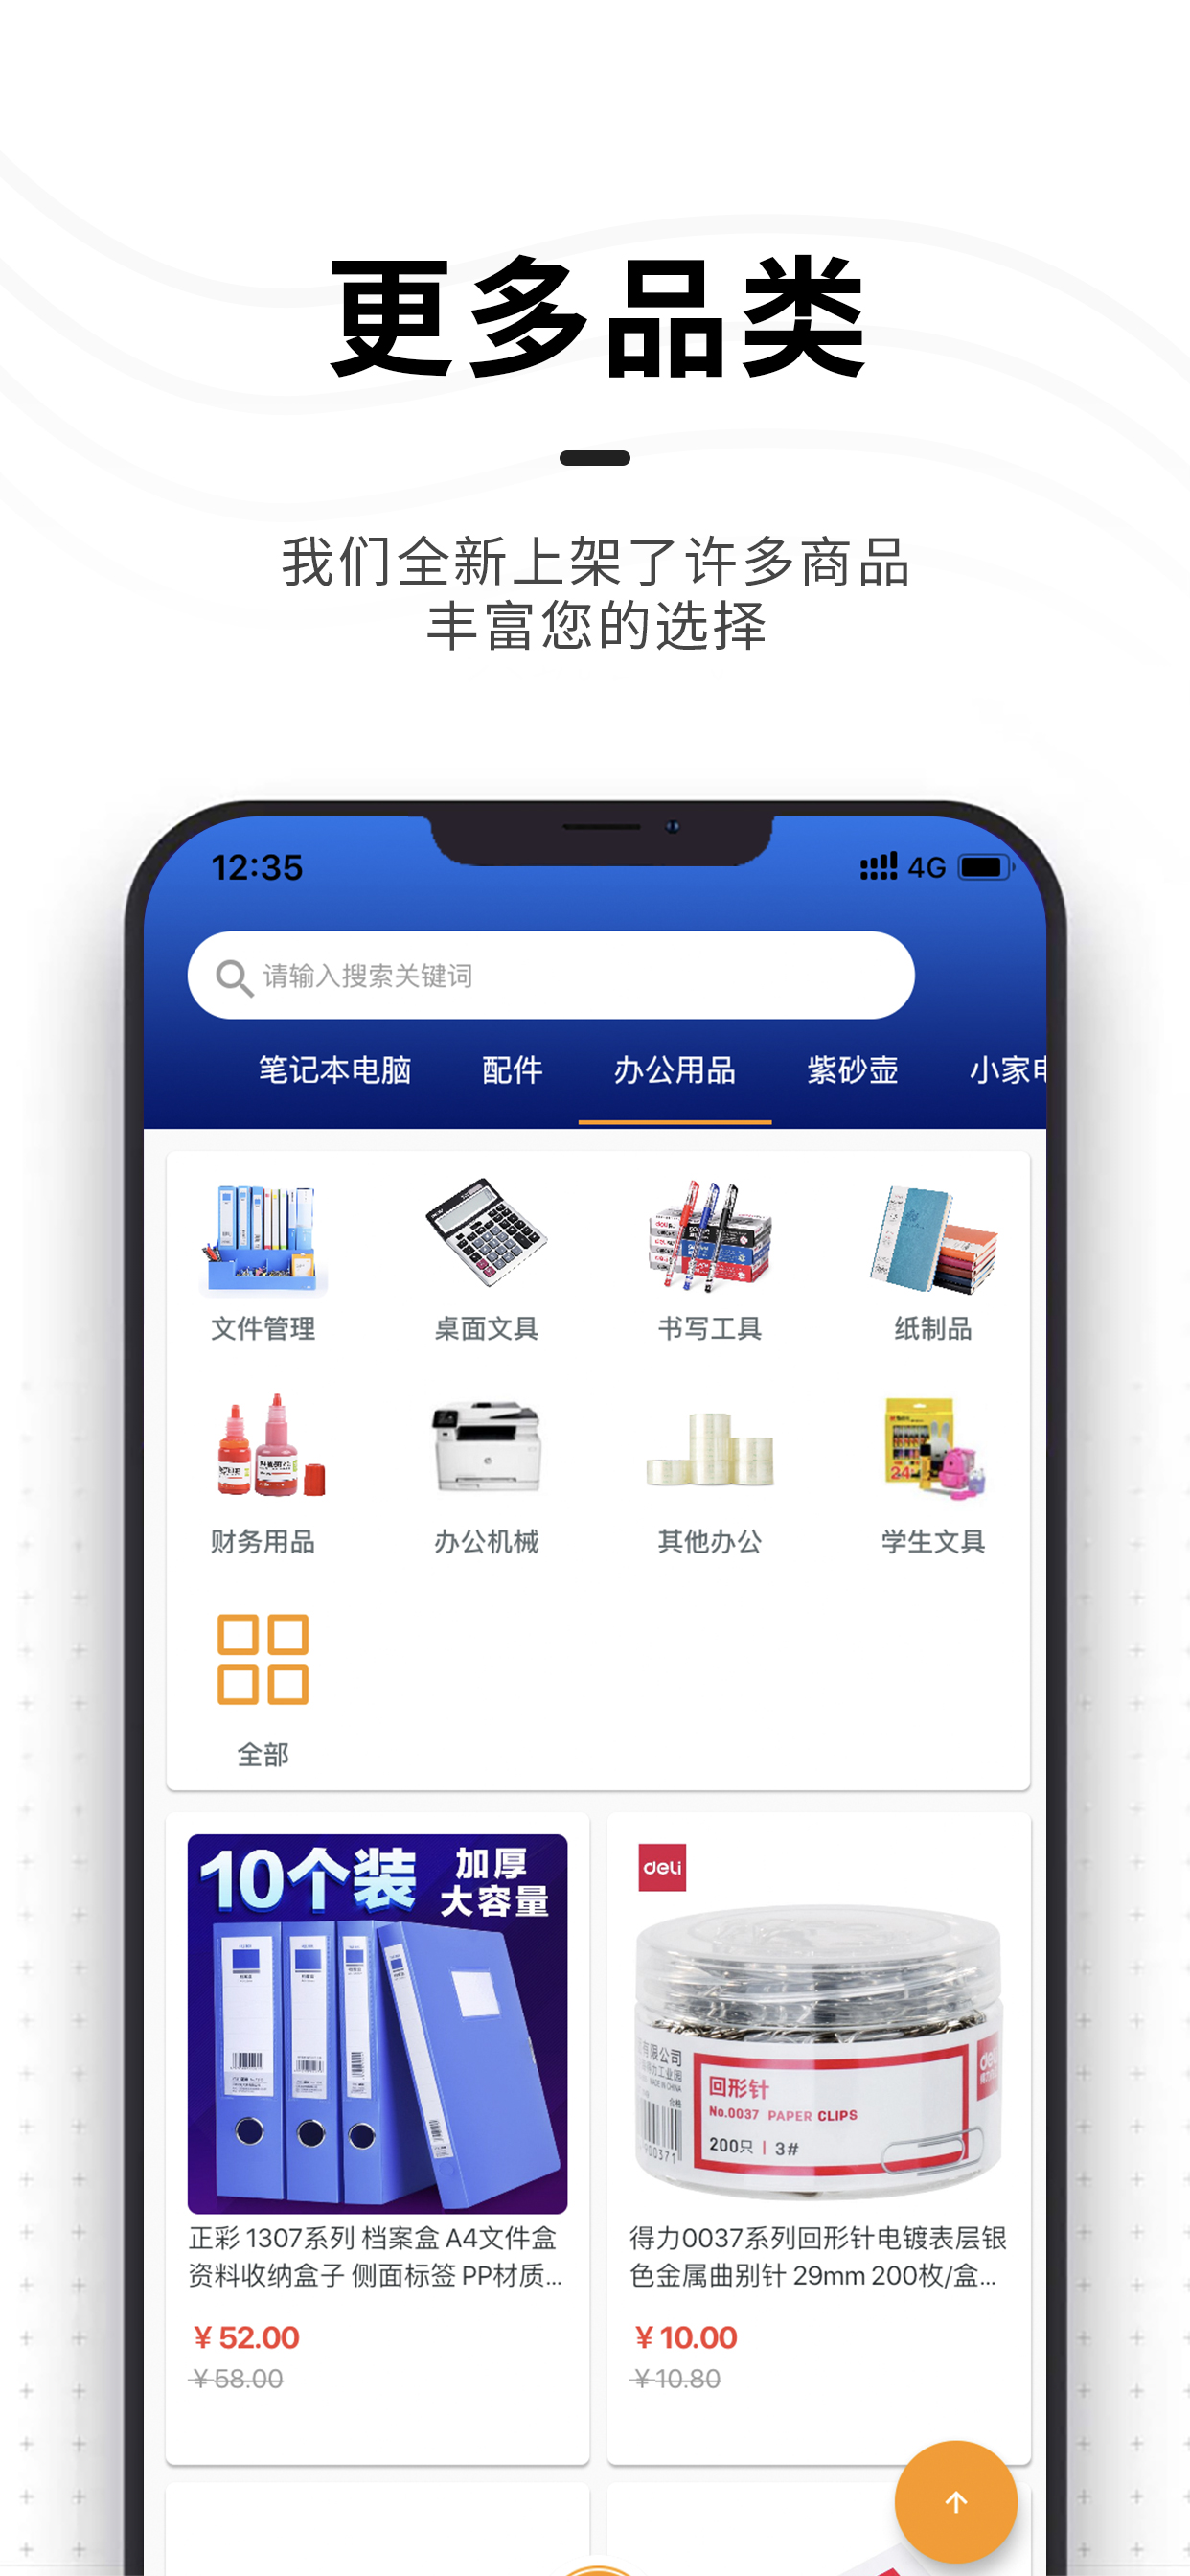 更多品类
我们全新上架了许多商品
丰富您的选择
12:35
4G
请输入搜索关键词
笔记本电脑 配件 办公用品 紫砂壶 小家电
文件管理 桌面文具 书写工具 纸制品
财务用品 办公机械 其他办公 学生文具
全部
10个装 加厚
大容量
deli
有限公司
回形针
No.0037 PAPER CLIPS
200只 | 3#
正彩 1307系列 档案盒 A4文件盒
资料收纳盒子 侧面标签 PP材质...
¥ 52.00
¥ 58.00
得力0037系列回形针电镀表层银
色金属曲别针 29mm 200枚/盒...
¥ 10.00
¥ 10.80